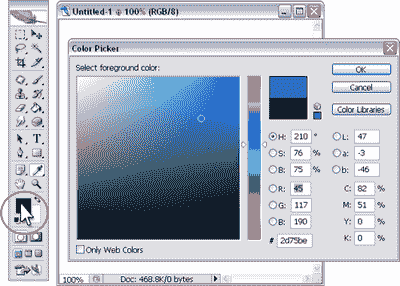 Untitled-1 @ 100% (RGB/8)
Color Picker
Select foreground color:
OK
Cancel
Color Libraries
H: 210 °
S: 76 %
B: 75 %
R: 45
G: 117
B: 190
# 2d75be
L: 47
a: -3
b: -46
C: 82 %
M: 51 %
Y: 0 %
K: 0 %
Only Web Colors
100%
Doc: 468.8K/0 bytes